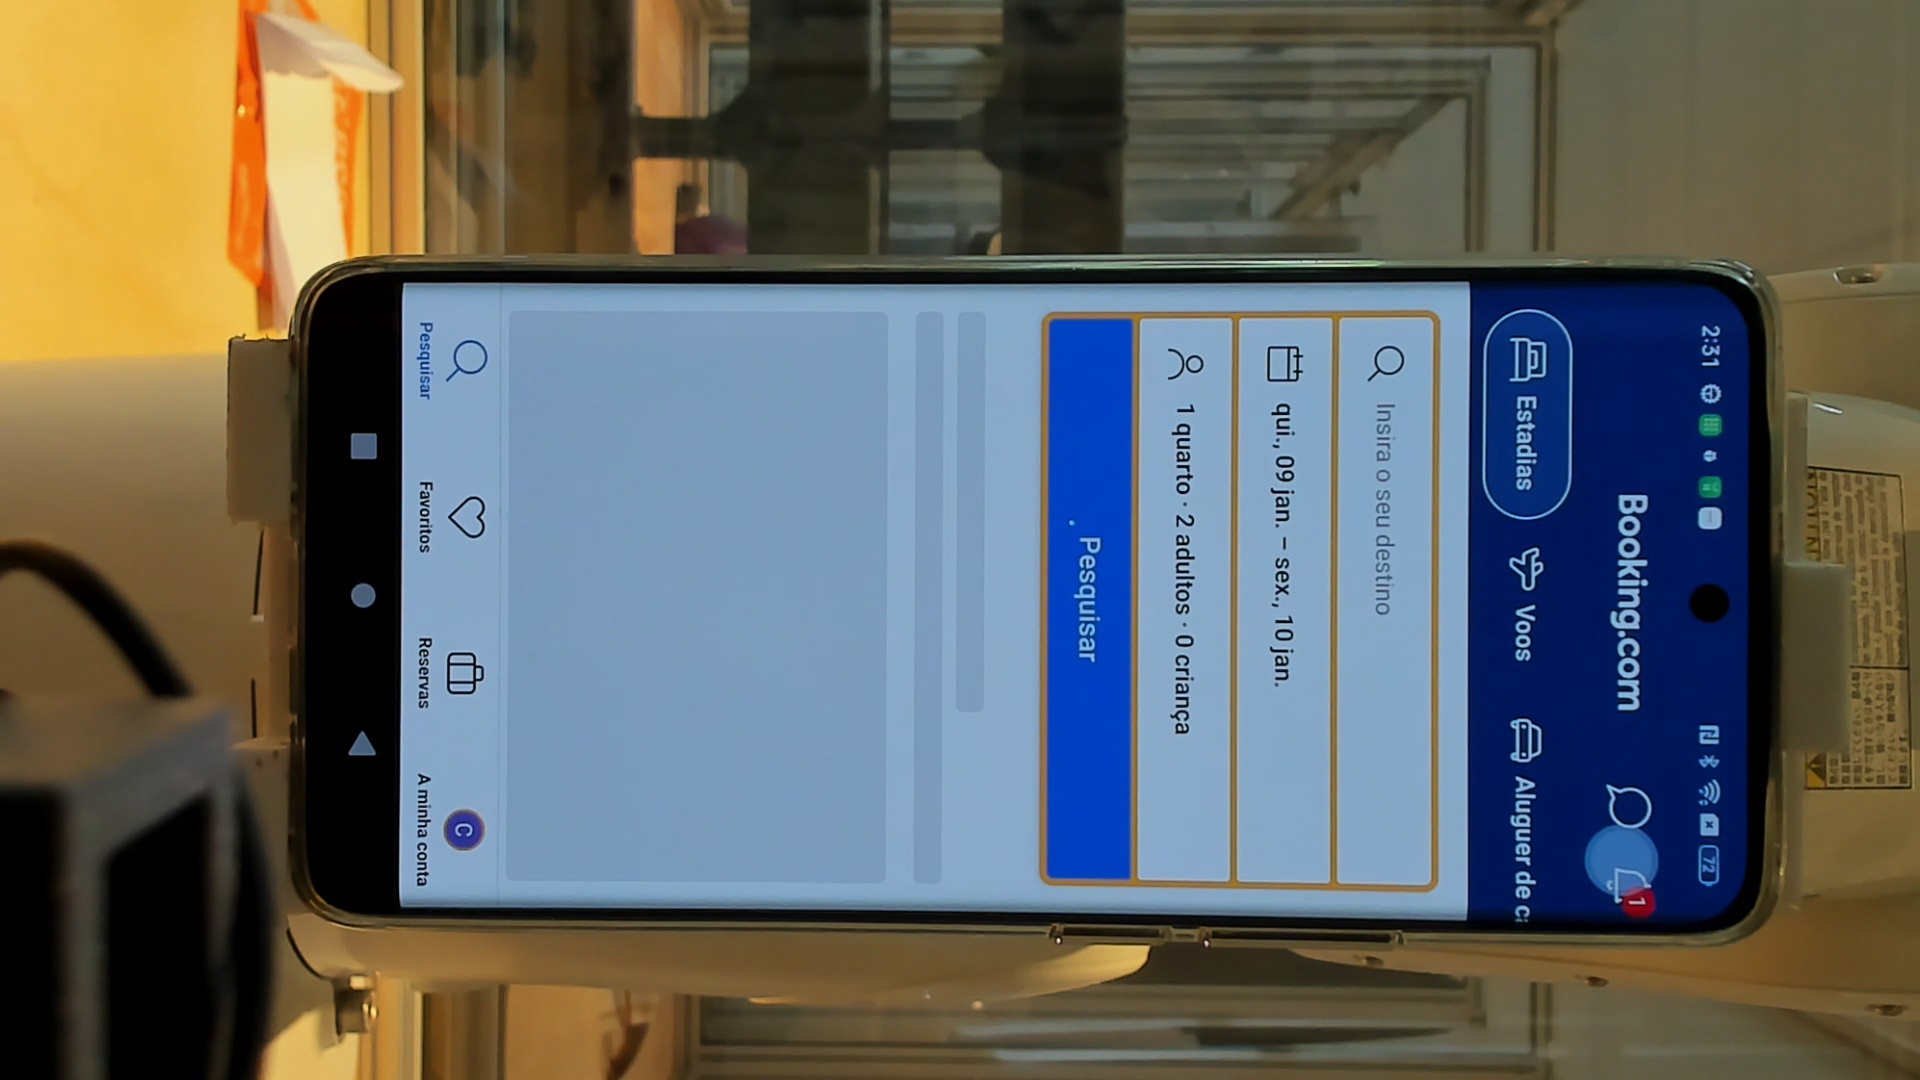 2:31
72
Booking.com
1
Estadias
Voos
Aluguer de c
Insira o seu destino
qui., 09 jan. – sex., 10 jan.
1 quarto · 2 adultos · 0 criança
Pesquisar
C
Pesquisar
Favoritos
Reservas
A minha conta